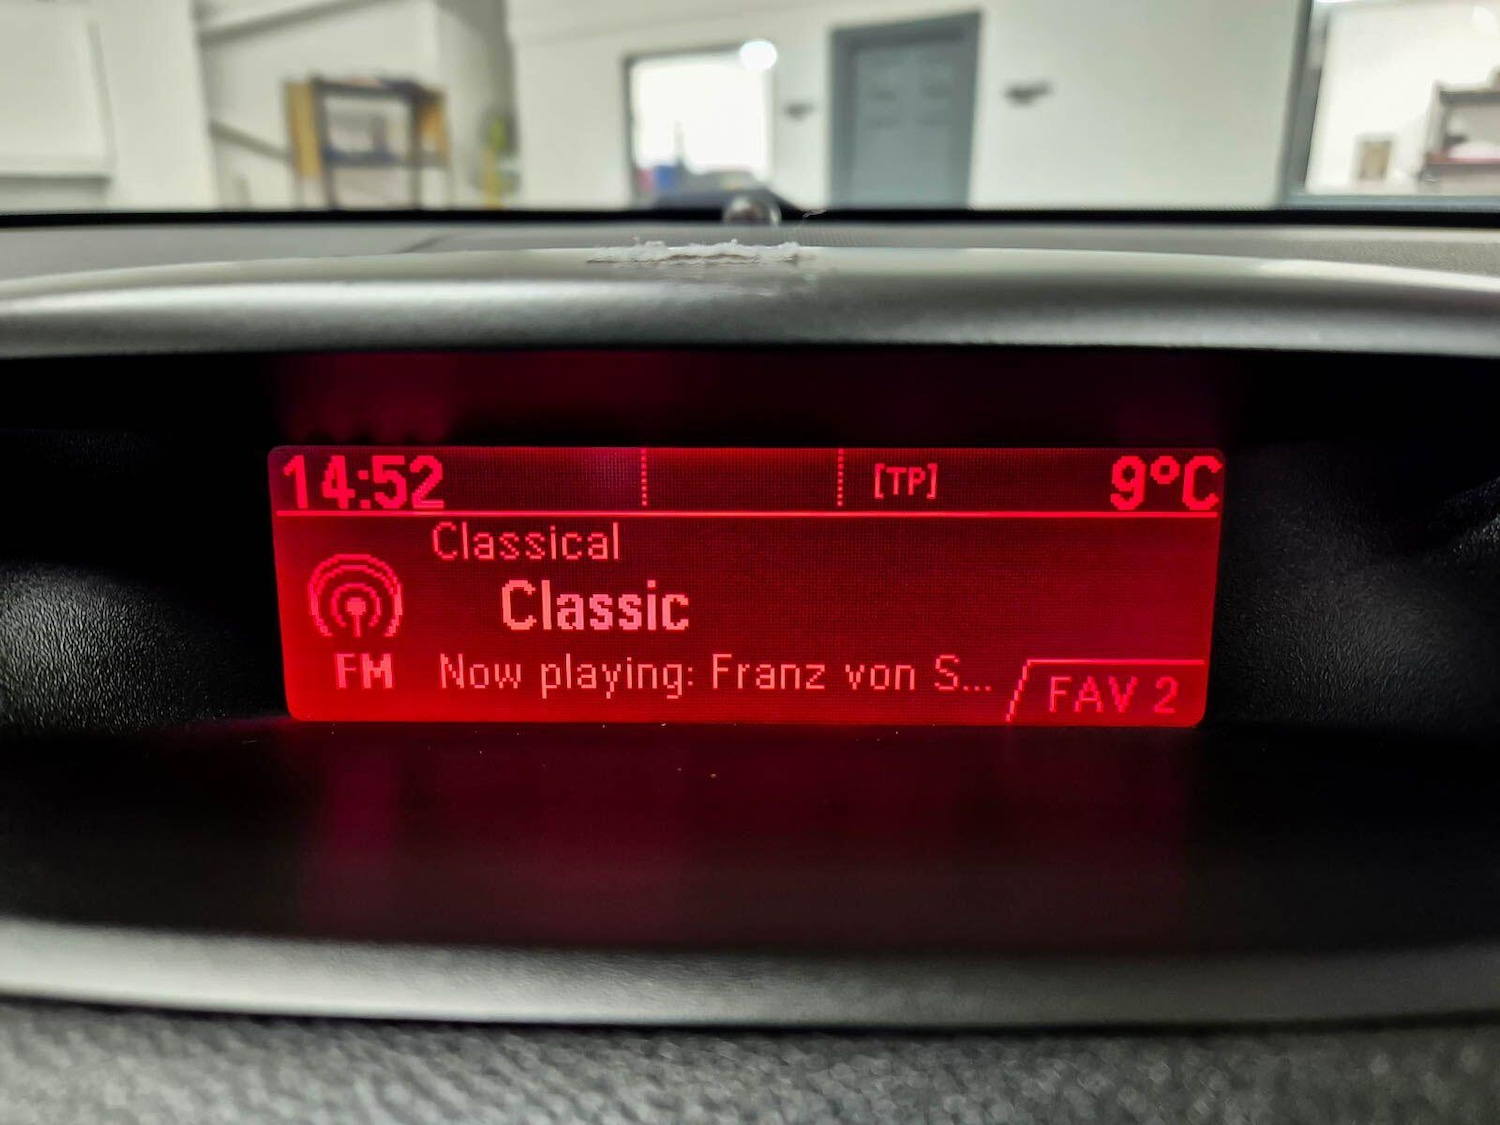 14:52 [TP] 9°C
Classical
Classic
FM Now playing: Franz von S...
FAV 2